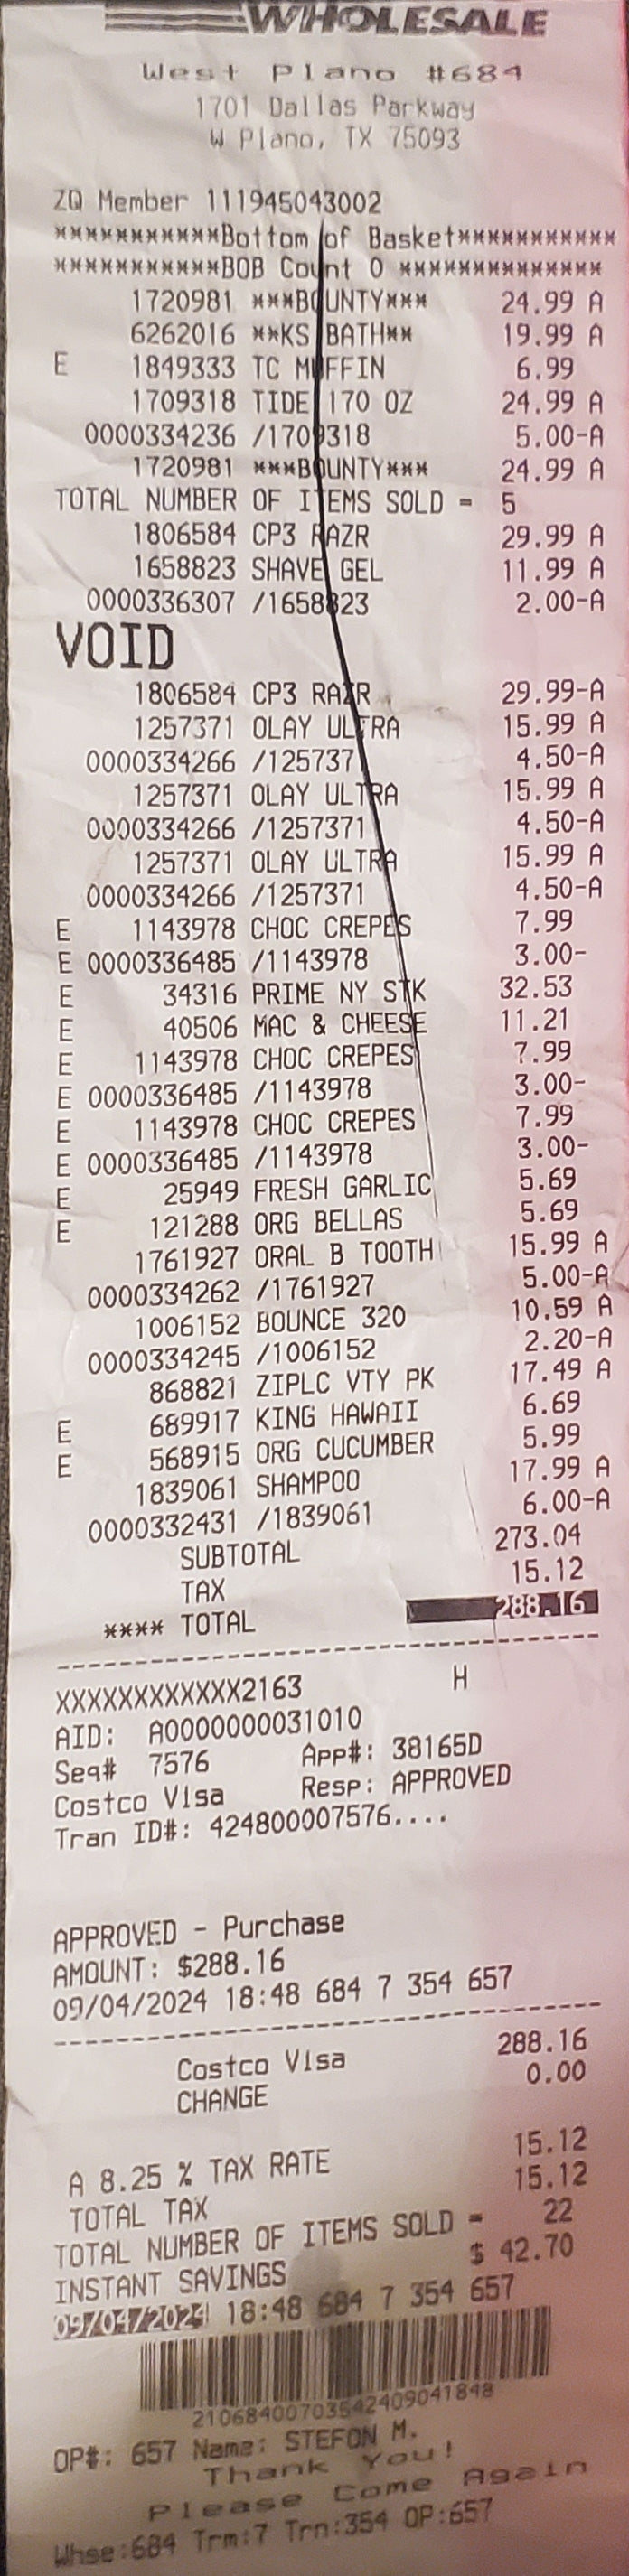 WHOLESALE
West Plano #684
1701 Dallas Parkway
W Plano, TX 75093
ZQ Member 111945043002
***********Bottom of Basket***********
***********BOB Count 0 **************
1720981 ***BOUNTY*** 24.99 A
6262016 **KS BATH** 19.99 A
E 1849333 TC MUFFIN 6.99
1709318 TIDE 170 OZ 24.99 A
0000334236 /1709318 5.00-A
1720981 ***BOUNTY*** 24.99 A
TOTAL NUMBER OF ITEMS SOLD = 5
1806584 CP3 RAZR 29.99 A
1658823 SHAVE GEL 11.99 A
0000336307 /1658823 2.00-A
VOID
1806584 CP3 RAZR 29.99-A
1257371 OLAY ULTRA 15.99 A
0000334266 /1257371 4.50-A
1257371 OLAY ULTRA 15.99 A
0000334266 /1257371 4.50-A
1257371 OLAY ULTRA 15.99 A
0000334266 /1257371 4.50-A
E 1143978 CHOC CREPES 7.99
E 0000336485 /1143978 3.00-
E 34316 PRIME NY STK 32.53
E 40506 MAC & CHEESE 11.21
E 1143978 CHOC CREPES 7.99
E 0000336485 /1143978 3.00-
E 1143978 CHOC CREPES 7.99
E 0000336485 /1143978 3.00-
E 25949 FRESH GARLIC 5.69
E 121288 ORG BELLAS 5.69
1761927 ORAL B TOOTH 15.99 A
0000334262 /1761927 5.00-A
1006152 BOUNCE 320 10.59 A
0000334245 /1006152 2.20-A
868821 ZIPLC VTY PK 17.49 A
E 689917 KING HAWAII 6.69
E 568915 ORG CUCUMBER 5.99
1839061 SHAMPOO 17.99 A
0000332431 /1839061 6.00-A
SUBTOTAL 273.04
TAX 15.12
**** TOTAL 288.16
XXXXXXXXXXXX2163 H
AID: A0000000031010
Seq# 7576 App#: 38165D
Costco Visa Resp: APPROVED
Tran ID#: 424800007576....
APPROVED - Purchase
AMOUNT: $288.16
09/04/2024 18:48 684 7 354 657
Costco Visa 288.16
CHANGE 0.00
A 8.25 % TAX RATE 15.12
TOTAL TAX 15.12
TOTAL NUMBER OF ITEMS SOLD = 22
INSTANT SAVINGS $ 42.70
09/04/2024 18:48 684 7 354 657
21068400703542409041848
OP#: 657 Name: STEFON M.
Thank You!
Please Come Again
Whse:684 Trm:7 Trn:354 OP:657